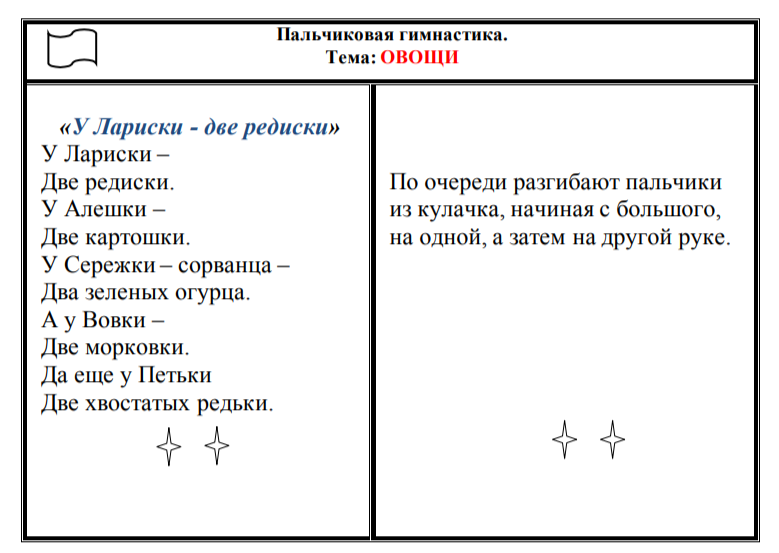 Пальчиковая гимнастика.
Тема: ОВОЩИ
«У Лариски - две редиски»
У Лариски –
Две редиски.
У Алешки –
Две картошки.
У Сережки – сорванца –
Два зеленых огурца.
А у Вовки –
Две морковки.
Да еще у Петьки
Две хвостатых редьки.
По очереди разгибают пальчики
из кулачка, начиная с большого,
на одной, а затем на другой руке.